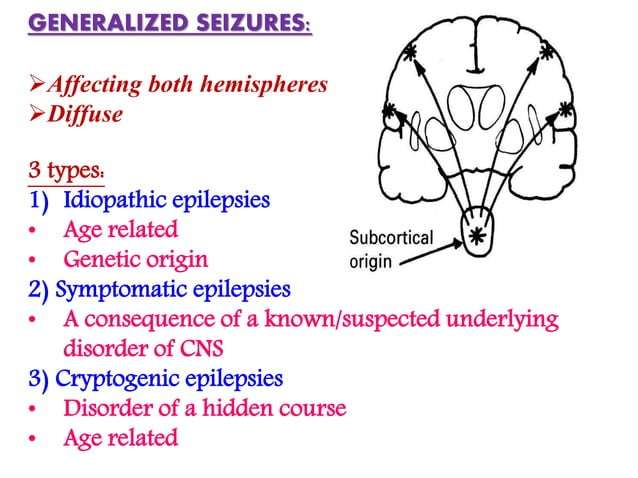 GENERALIZED SEIZURES:
➢Affecting both hemispheres
➢Diffuse
3 types:
1) Idiopathic epilepsies
• Age related
• Genetic origin
2) Symptomatic epilepsies
• A consequence of a known/suspected underlying
disorder of CNS
3) Cryptogenic epilepsies
• Disorder of a hidden course
• Age related
Subcortical
origin